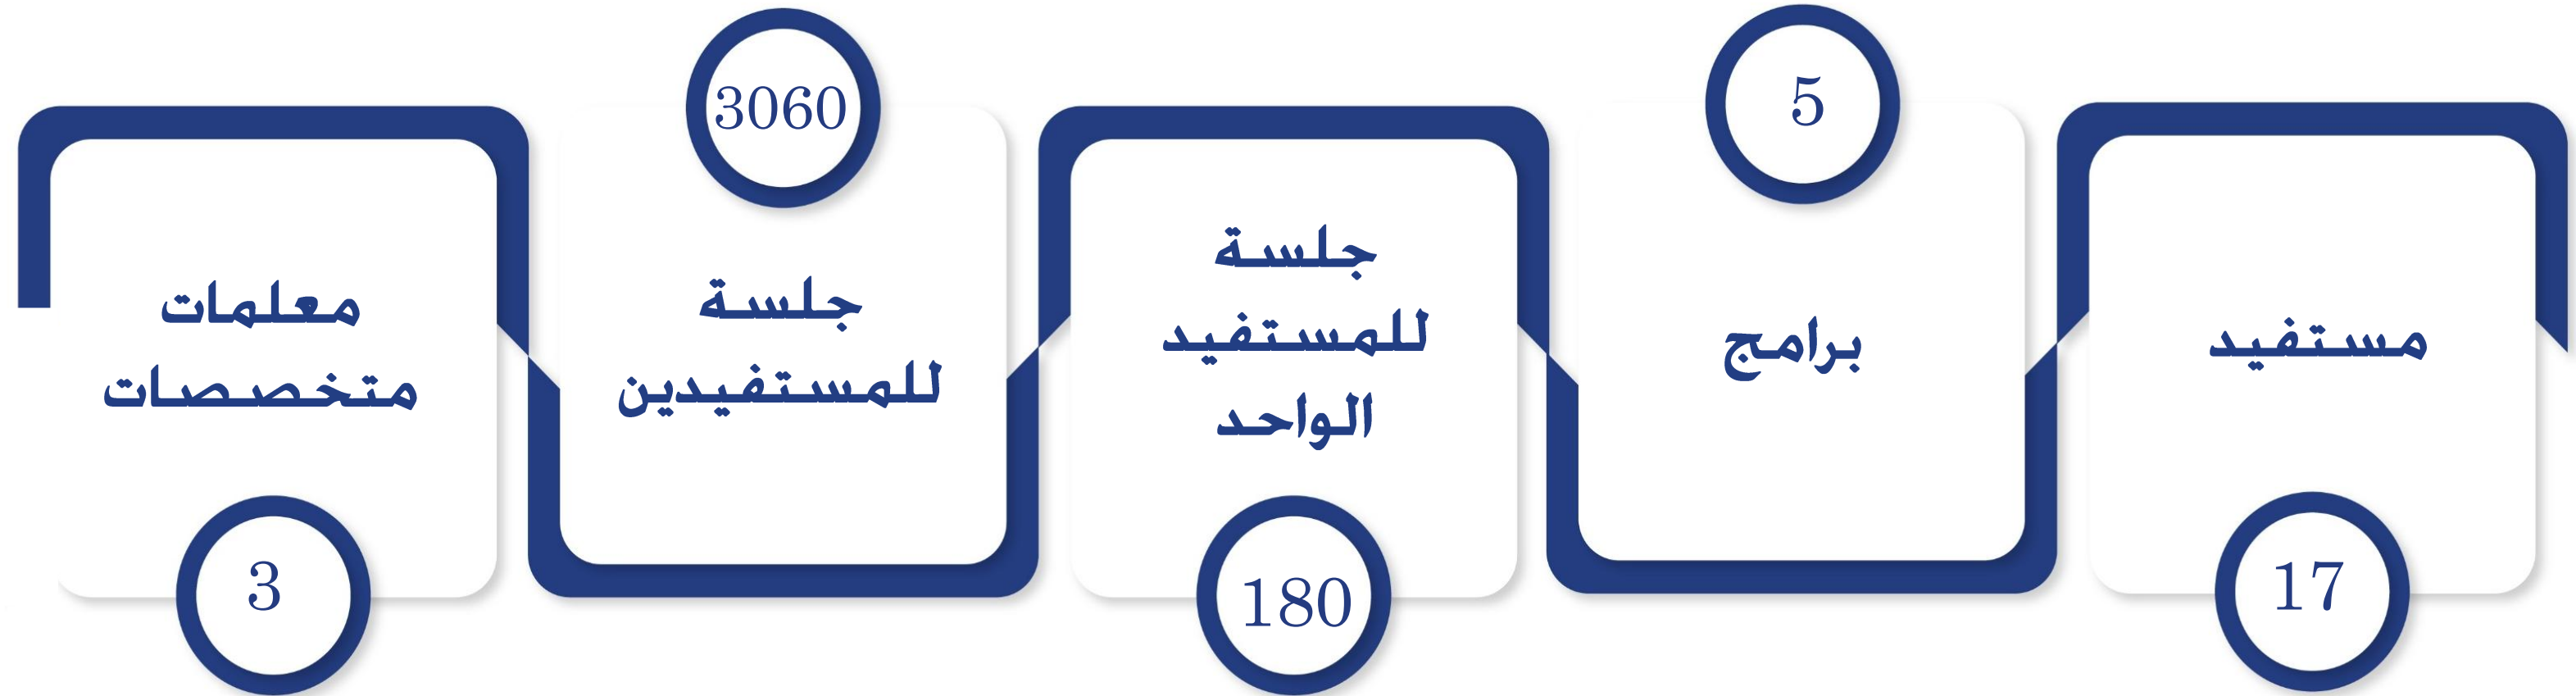 مستفيد
17
5
برامج
جلسة
للمستفيد
الواحد
180
3060
جلسة
للمستفيدين
معلمات
متخصصات
3